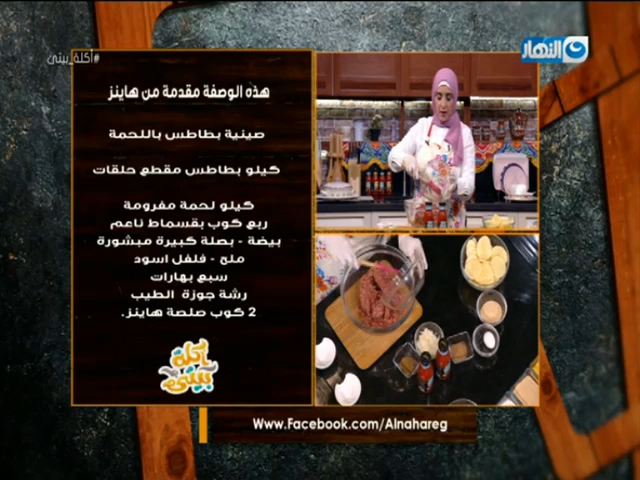 #أكلة_بيتي
النهار
هذه الوصفة مقدمة من هاينز
صينية بطاطس باللحمة
كيلو بطاطس مقطع حلقات
كيلو لحمة مفرومة
ربع كوب بقسماط ناعم
بيضة - بصلة كبيرة مبشورة
ملح - فلفل اسود
سبع بهارات
رشة جوزة الطيب
2 كوب صلصة هاينز.
أكلة
بيتي
Www.Facebook.com/Alnahareg